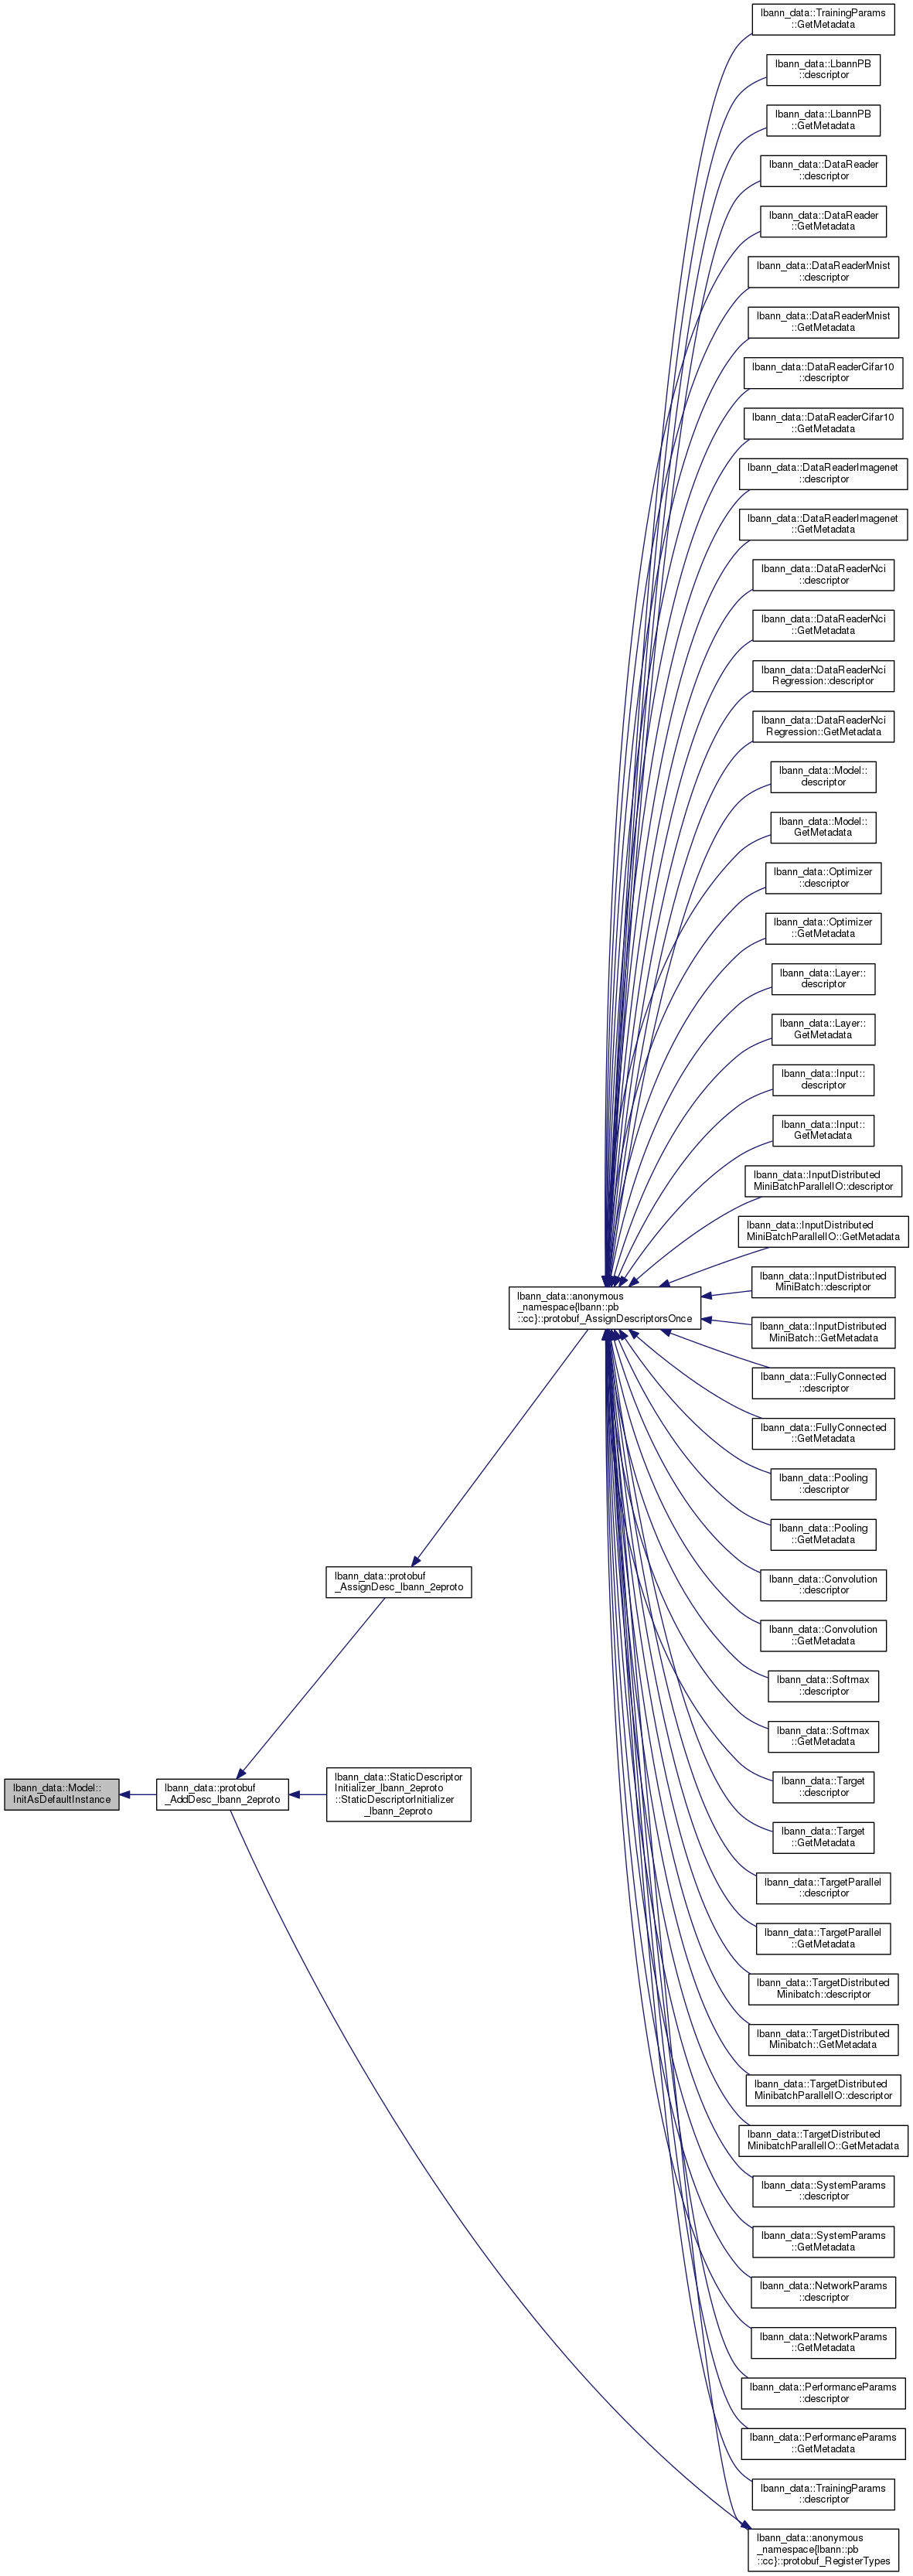 lbann_data::TrainingParams
::GetMetadata
lbann_data::LbannPB
::descriptor
lbann_data::LbannPB
::GetMetadata
lbann_data::DataReader
::descriptor
lbann_data::DataReader
::GetMetadata
lbann_data::DataReaderMnist
::descriptor
lbann_data::DataReaderMnist
::GetMetadata
lbann_data::DataReaderCifar10
::descriptor
lbann_data::DataReaderCifar10
::GetMetadata
lbann_data::DataReaderImagenet
::descriptor
lbann_data::DataReaderImagenet
::GetMetadata
lbann_data::DataReaderNci
::descriptor
lbann_data::DataReaderNci
::GetMetadata
lbann_data::DataReaderNci
Regression::descriptor
lbann_data::DataReaderNci
Regression::GetMetadata
lbann_data::Model::
descriptor
lbann_data::Model::
GetMetadata
lbann_data::Optimizer
::descriptor
lbann_data::Optimizer
::GetMetadata
lbann_data::Layer::
descriptor
lbann_data::Layer::
GetMetadata
lbann_data::Input::
descriptor
lbann_data::Input::
GetMetadata
lbann_data::InputDistributed
MiniBatchParallelIO::descriptor
lbann_data::InputDistributed
MiniBatchParallelIO::GetMetadata
lbann_data::InputDistributed
MiniBatch::descriptor
lbann_data::anonymous
_namespace{lbann::pb
::cc}::protobuf_AssignDescriptorsOnce
lbann_data::InputDistributed
MiniBatch::GetMetadata
lbann_data::FullyConnected
::descriptor
lbann_data::FullyConnected
::GetMetadata
lbann_data::Pooling
::descriptor
lbann_data::Pooling
::GetMetadata
lbann_data::protobuf
_AssignDesc_lbann_2eproto
lbann_data::Convolution
::descriptor
lbann_data::Convolution
::GetMetadata
lbann_data::Softmax
::descriptor
lbann_data::Softmax
::GetMetadata
lbann_data::Model::
InitAsDefaultInstance
lbann_data::protobuf
_AddDesc_lbann_2eproto
lbann_data::StaticDescriptor
Initializer_lbann_2eproto
::StaticDescriptorInitializer
_lbann_2eproto
lbann_data::Target
::descriptor
lbann_data::Target
::GetMetadata
lbann_data::TargetParallel
::descriptor
lbann_data::TargetParallel
::GetMetadata
lbann_data::TargetDistributed
Minibatch::descriptor
lbann_data::TargetDistributed
Minibatch::GetMetadata
lbann_data::TargetDistributed
MinibatchParallelIO::descriptor
lbann_data::TargetDistributed
MinibatchParallelIO::GetMetadata
lbann_data::SystemParams
::descriptor
lbann_data::SystemParams
::GetMetadata
lbann_data::NetworkParams
::descriptor
lbann_data::NetworkParams
::GetMetadata
lbann_data::PerformanceParams
::descriptor
lbann_data::PerformanceParams
::GetMetadata
lbann_data::TrainingParams
::descriptor
lbann_data::anonymous
_namespace{lbann::pb
::cc}::protobuf_RegisterTypes